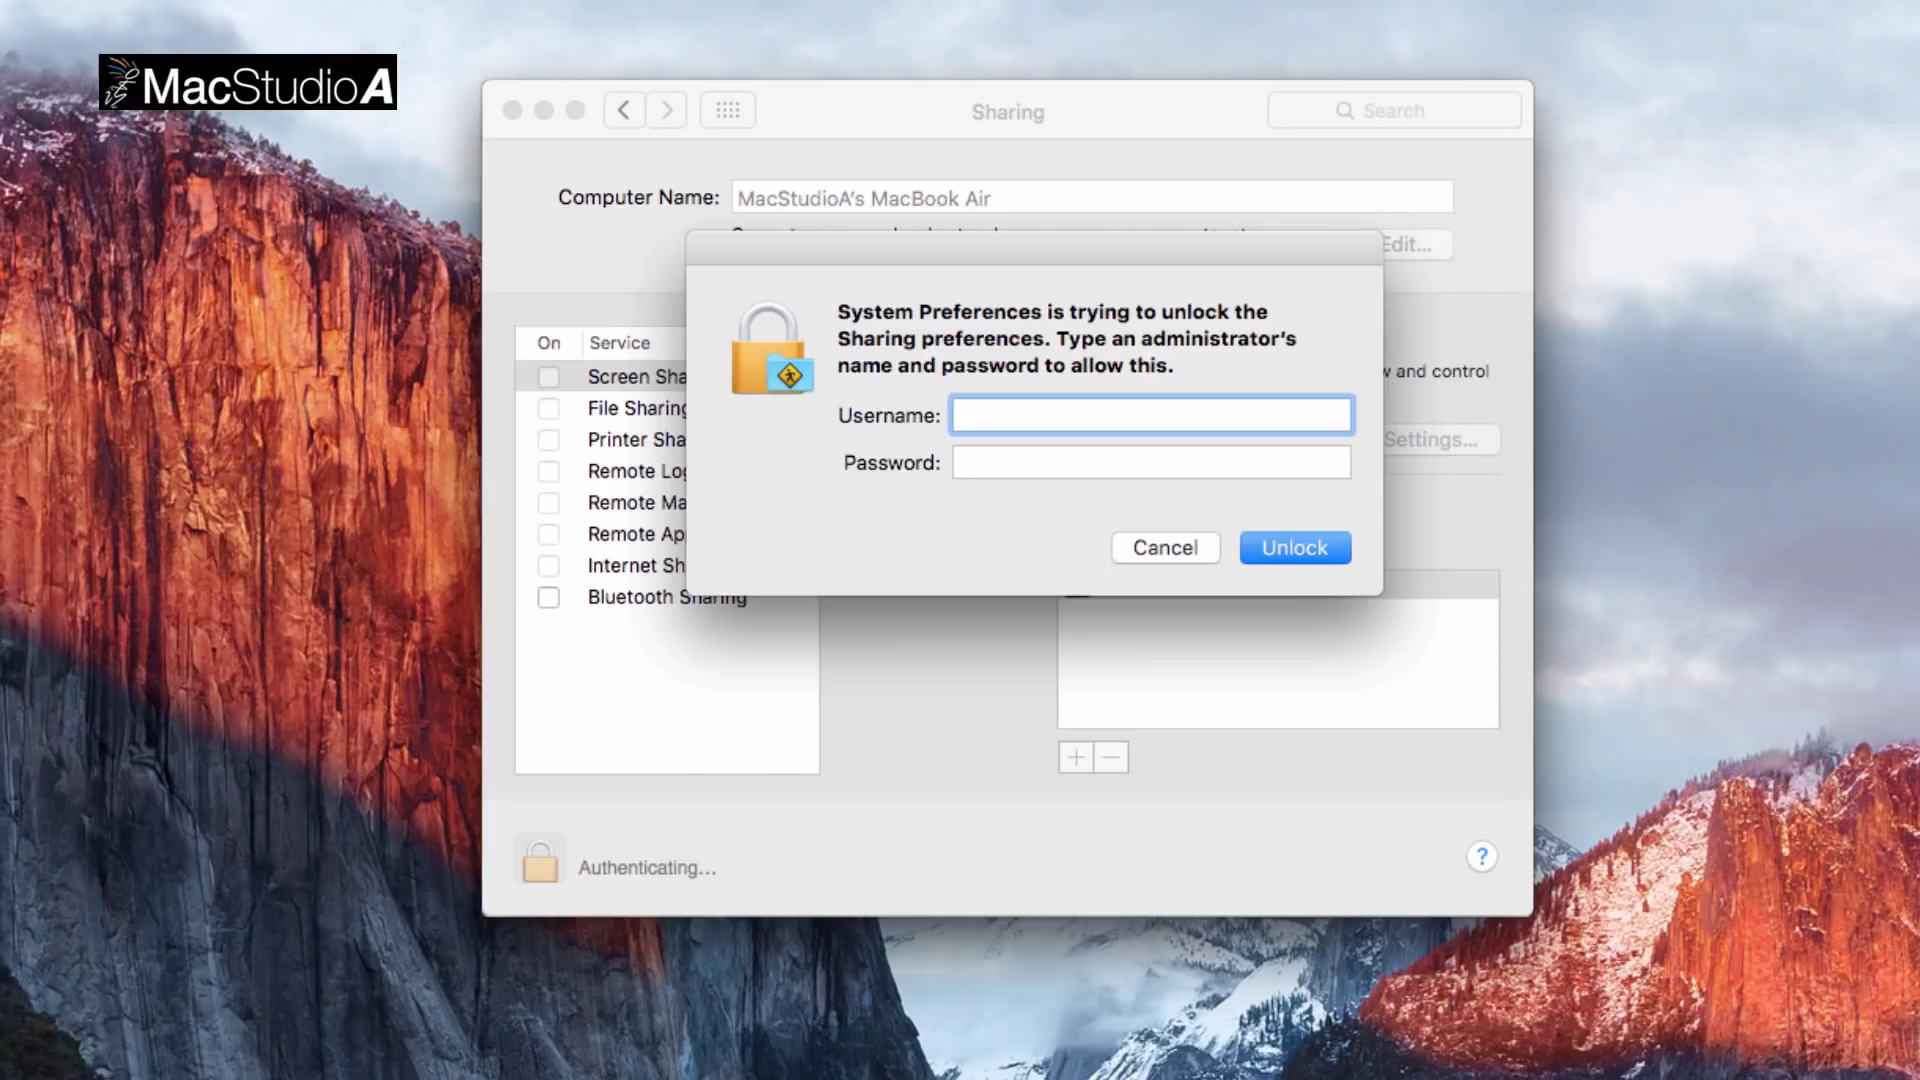 MacStudioA
Sharing
Search
Computer Name: MacStudioA's MacBook Air
Edit...
System Preferences is trying to unlock the
Sharing preferences. Type an administrator's
name and password to allow this.
Username:
Password:
Cancel
Unlock
On
Service
Screen Sha
File Sharing
Printer Sha
Remote Log
Remote Ma
Remote Ap
Internet Sh
Bluetooth Sharing
and control
Settings...
Authenticating...
?